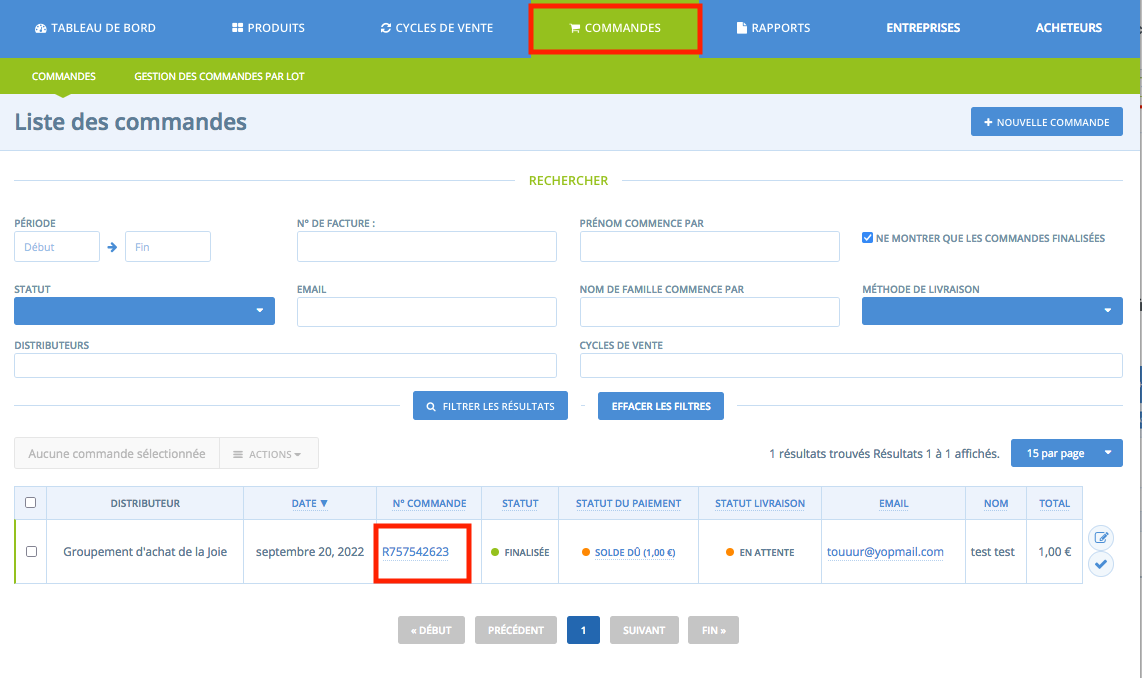 TABLEAU DE BORD PRODUITS CYCLES DE VENTE COMMANDES RAPPORTS ENTREPRISES ACHETEURS
COMMANDES GESTION DES COMMANDES PAR LOT
Liste des commandes NOUVELLE COMMANDE
RECHERCHER
PÉRIODE N° DE FACTURE : PRÉNOM COMMENCE PAR
Début Fin NE MONTRER QUE LES COMMANDES FINALISÉES
STATUT EMAIL NOM DE FAMILLE COMMENCE PAR MÉTHODE DE LIVRAISON
DISTRIBUTEURS CYCLES DE VENTE
FILTRER LES RÉSULTATS EFFACER LES FILTRES
Aucune commande sélectionnée ACTIONS 1 résultats trouvés Résultats 1 à 1 affichés. 15 par page
DISTRIBUTEUR DATE ▼ N° COMMANDE STATUT STATUT DU PAIEMENT STATUT LIVRAISON EMAIL NOM TOTAL
Groupement d'achat de la Joie septembre 20, 2022 R757542623 FINALISÉE SOLDE DÛ (1,00 €) EN ATTENTE touuur@yopmail.com test test 1,00 €
« DÉBUT PRÉCÉDENT 1 SUIVANT FIN »